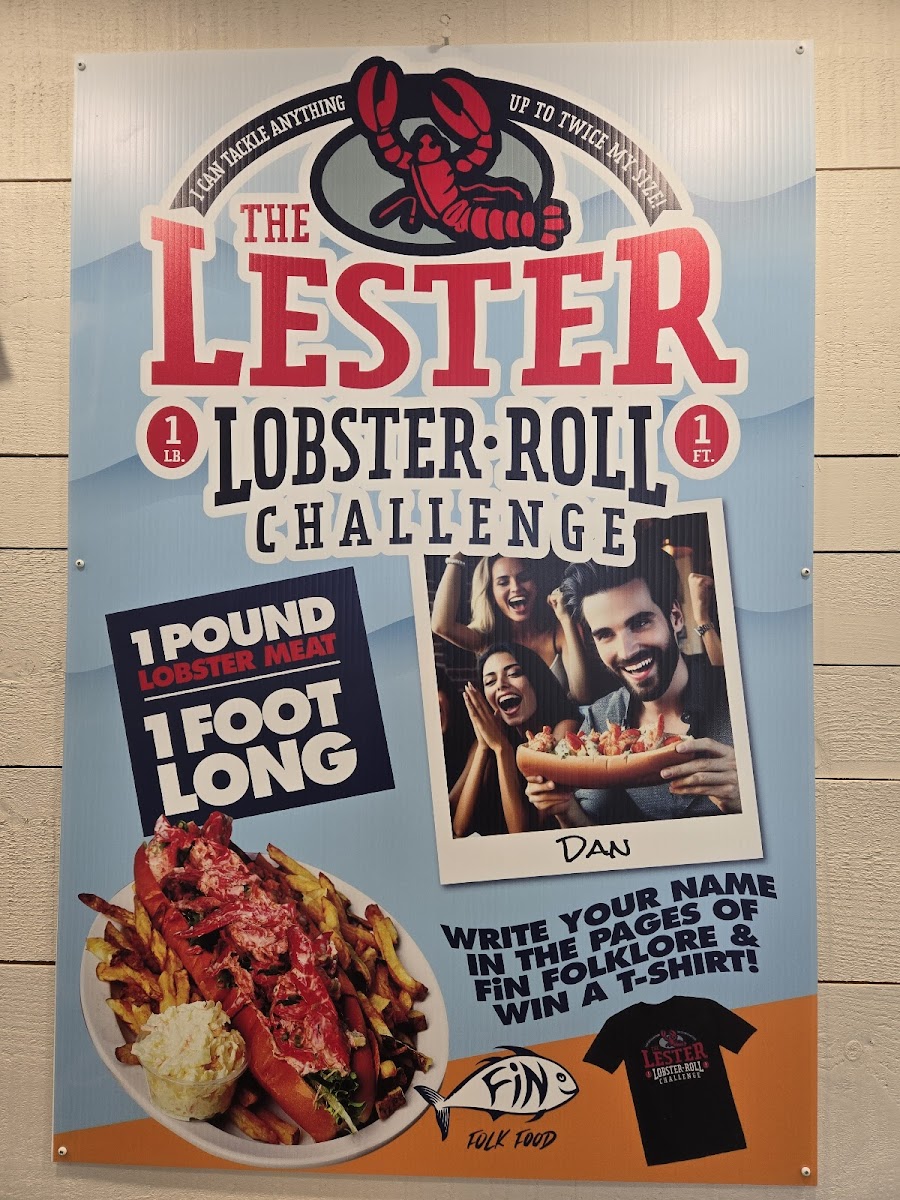 I CAN TACKLE ANYTHING UP TO TWICE MY SIZE!
THE
LESTER
1 LB.
LOBSTER·ROLL
1 FT.
CHALLENGE
1 POUND
LOBSTER MEAT
1 FOOT
LONG
DAN
WRITE YOUR NAME
IN THE PAGES OF
FiN FOLKLORE &
WIN A T-SHIRT!
LESTER
LOBSTER·ROLL
CHALLENGE
FiN
FOLK FOOD